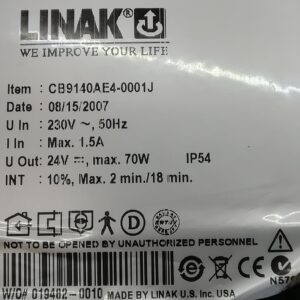 LINAK
WE IMPROVE YOUR LIFE
Item : CB9140AE4-0001J
Date : 08/15/2007
U In : 230V ~, 50Hz
I In : Max. 1.5A
U Out: 24V ⎓, max. 70W IP54
INT : 10%, Max. 2 min./18 min.
D
NOT TO BE OPENED BY UNAUTHORIZED PERSONNEL
W/O# 019482-0010 MADE BY LINAK U.S. Inc. USA
N579